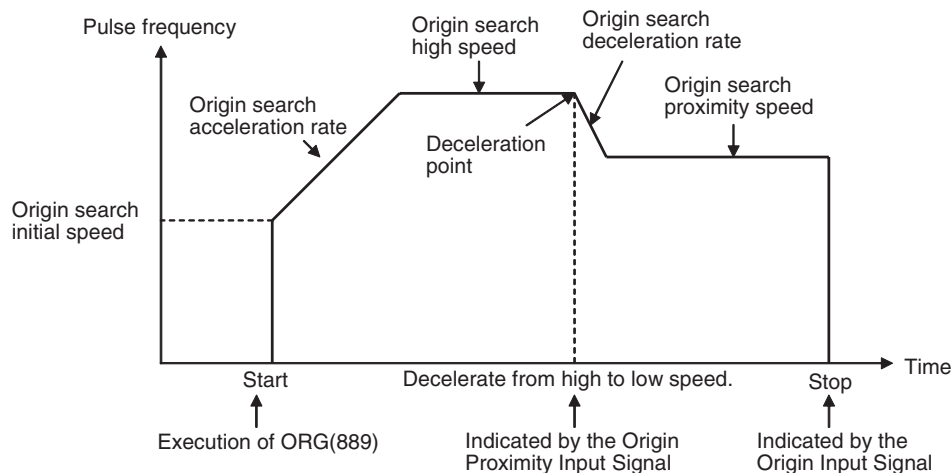 Pulse frequency
Origin search
high speed
Origin search
deceleration rate
Origin search
acceleration rate
Origin search
proximity speed
Deceleration
point
Origin search
initial speed
Time
Start
Decelerate from high to low speed.
Stop
Execution of ORG(889)
Indicated by the Origin
Proximity Input Signal
Indicated by the
Origin Input Signal